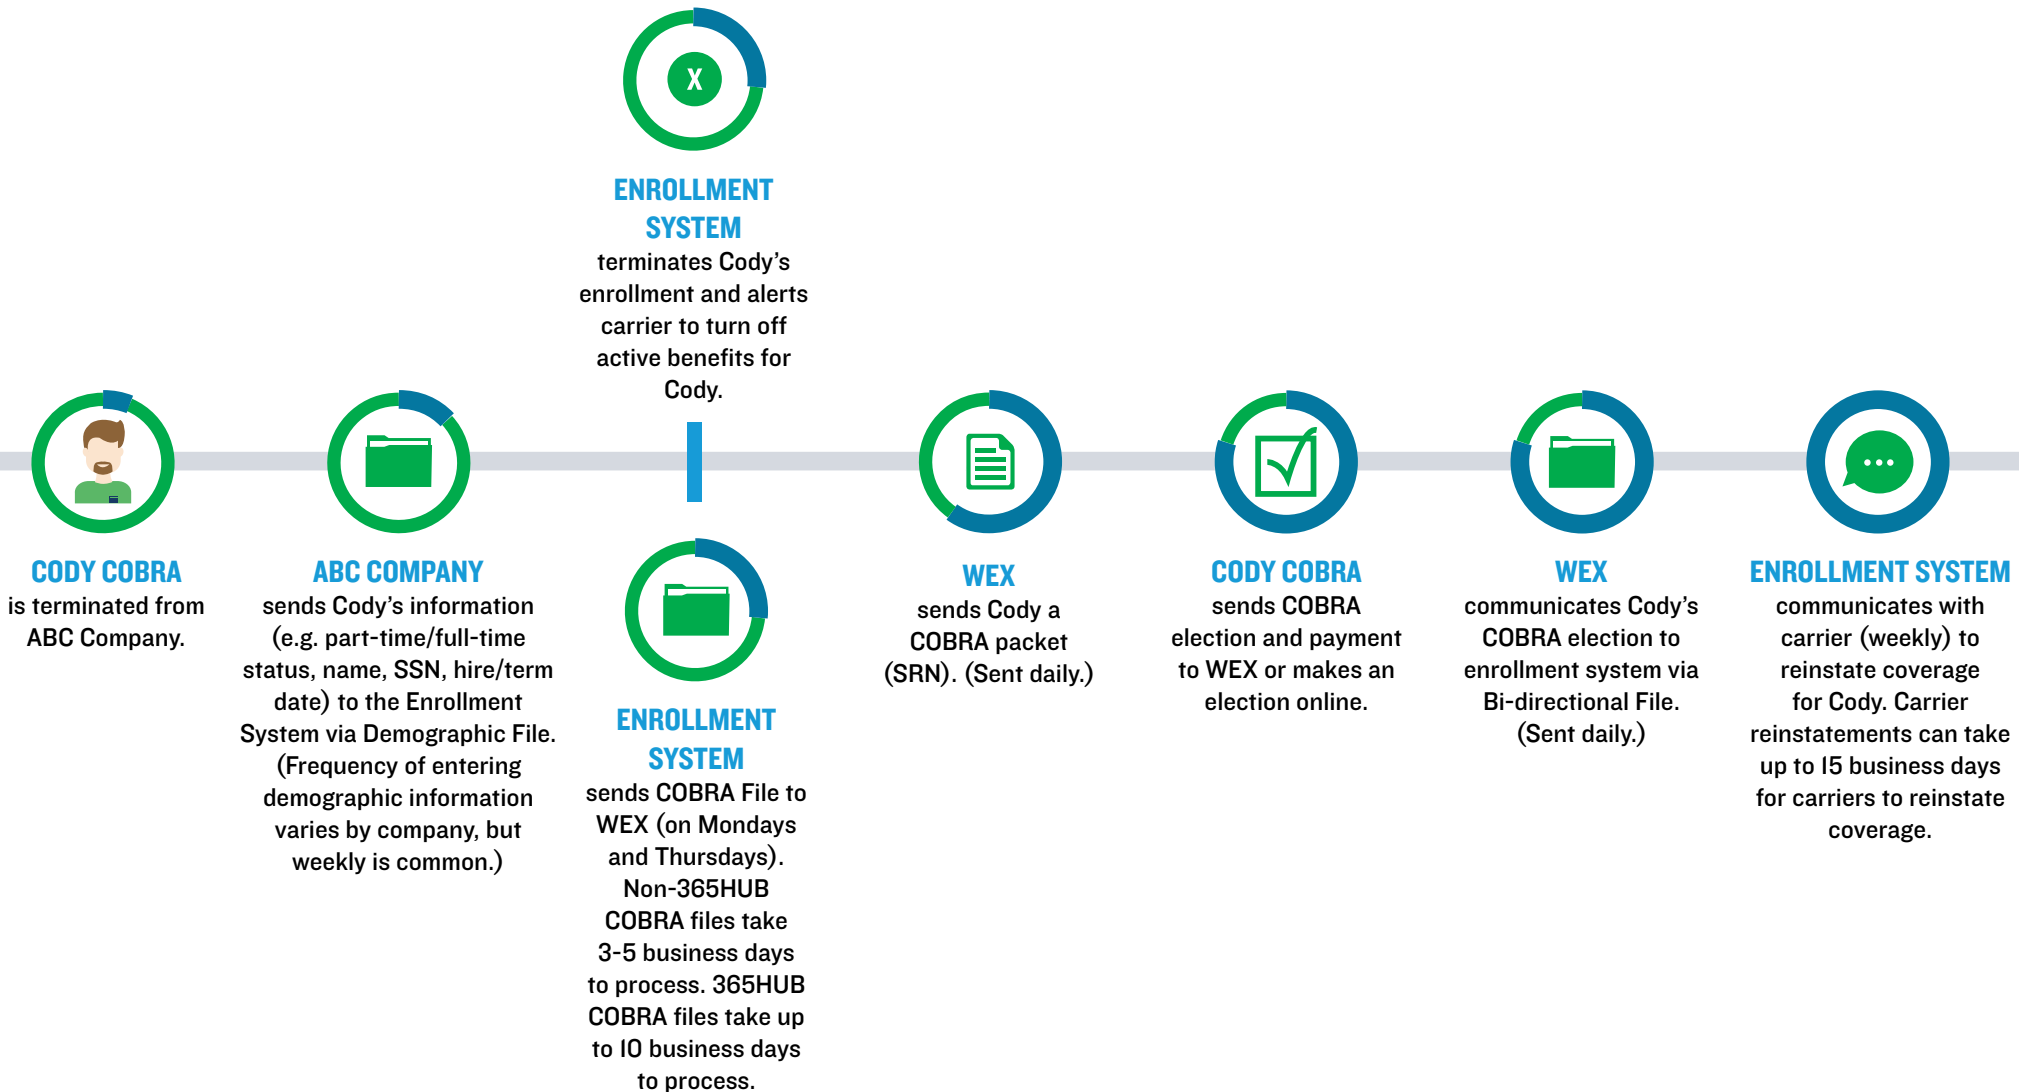 X
ENROLLMENT
SYSTEM
terminates Cody’s
enrollment and alerts
carrier to turn off
active benefits for
Cody.
CODY COBRA
is terminated from
ABC Company.
ABC COMPANY
sends Cody’s information
(e.g. part-time/full-time
status, name, SSN, hire/term
date) to the Enrollment
System via Demographic File.
(Frequency of entering
demographic information
varies by company, but
weekly is common.)
ENROLLMENT
SYSTEM
sends COBRA File to
WEX (on Mondays
and Thursdays).
Non-365HUB
COBRA files take
3-5 business days
to process. 365HUB
COBRA files take up
to 10 business days
to process.
WEX
sends Cody a
COBRA packet
(SRN). (Sent daily.)
CODY COBRA
sends COBRA
election and payment
to WEX or makes an
election online.
WEX
communicates Cody’s
COBRA election to
enrollment system via
Bi-directional File.
(Sent daily.)
ENROLLMENT SYSTEM
communicates with
carrier (weekly) to
reinstate coverage
for Cody. Carrier
reinstatements can take
up to 15 business days
for carriers to reinstate
coverage.